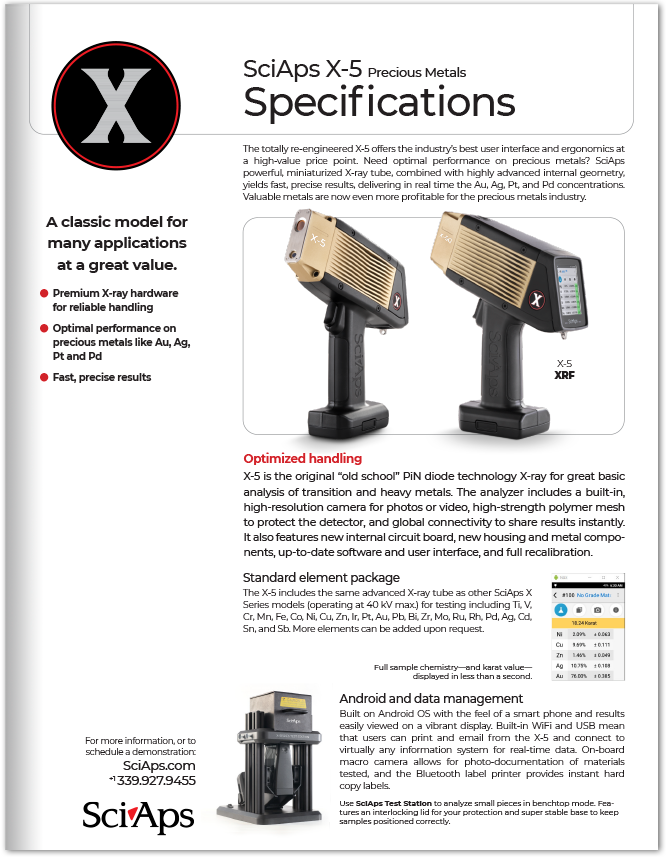 X
SciAps X-5 Precious Metals
Specifications
The totally re-engineered X-5 offers the industry's best user interface and ergonomics at
a high-value price point. Need optimal performance on precious metals? SciAps
powerful, miniaturized X-ray tube, combined with highly advanced internal geometry,
yields fast, precise results, delivering in real time the Au, Ag, Pt, and Pd concentrations.
Valuable metals are now even more profitable for the precious metals industry.
A classic model for
many applications
at a great value.
Premium X-ray hardware
for reliable handling
Optimal performance on
precious metals like Au, Ag,
Pt and Pd
Fast, precise results
X-5
X
SciAps
X
SciAps
X-5
XRF
Optimized handling
X-5 is the original “old school” PiN diode technology X-ray for great basic
analysis of transition and heavy metals. The analyzer includes a built-in,
high-resolution camera for photos or video, high-strength polymer mesh
to protect the detector, and global connectivity to share results instantly.
It also features new internal circuit board, new housing and metal compo-
nents, up-to-date software and user interface, and full recalibration.
Standard element package
The X-5 includes the same advanced X-ray tube as other SciAps X
Series models (operating at 40 kV max.) for testing including Ti, V,
Cr, Mn, Fe, Co, Ni, Cu, Zn, Ir, Pt, Au, Pb, Bi, Zr, Mo, Ru, Rh, Pd, Ag, Cd,
Sn, and Sb. More elements can be added upon request.
#100 No Grade Mat
18.24 Karat
Ni 2.09% ± 0.063
Cu 9.69% ± 0.111
Zn 1.46% ± 0.049
Ag 10.75% ± 0.108
Au 76.00% ± 0.385
Full sample chemistry—and karat value—
displayed in less than a second.
Android and data management
Built on Android OS with the feel of a smart phone and results
easily viewed on a vibrant display. Built-in WiFi and USB mean
that users can print and email from the X-5 and connect to
virtually any information system for real-time data. On-board
macro camera allows for photo-documentation of materials
tested, and the Bluetooth label printer provides instant hard
copy labels.
Use SciAps Test Station to analyze small pieces in benchtop mode. Fea-
tures an interlocking lid for your protection and super stable base to keep
samples positioned correctly.
SciAps
For more information, or to
schedule a demonstration:
SciAps.com
+1 339.927.9455
SciAps